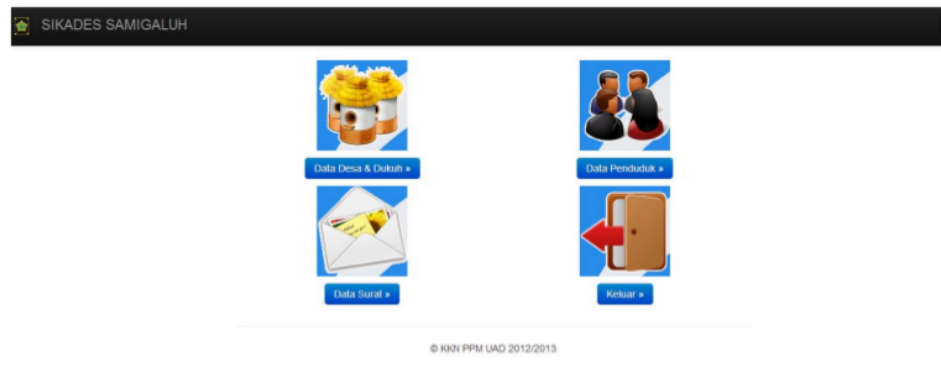 SIKADES SAMIGALUH
Data Desa & Dukuh »
Data Penduduk »
Data Surat »
Keluar »
© KKN PPM UAD 2012/2013